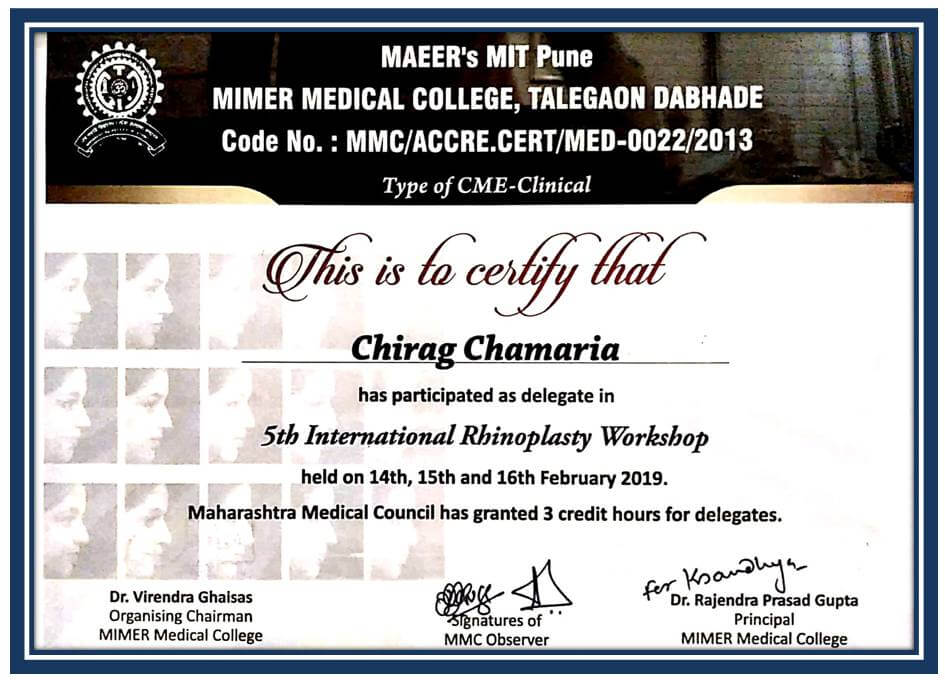 MAEER's MIT Pune
MIMER MEDICAL COLLEGE, TALEGAON DABHADE
Code No. : MMC/ACCRE.CERT/MED-0022/2013
Type of CME-Clinical
This is to certify that
Chirag Chamaria
has participated as delegate in
5th International Rhinoplasty Workshop
held on 14th, 15th and 16th February 2019.
Maharashtra Medical Council has granted 3 credit hours for delegates.
Dr. Virendra Ghaisas
Organising Chairman
MIMER Medical College
Signatures of
MMC Observer
for Ksandhya
Dr. Rajendra Prasad Gupta
Principal
MIMER Medical College